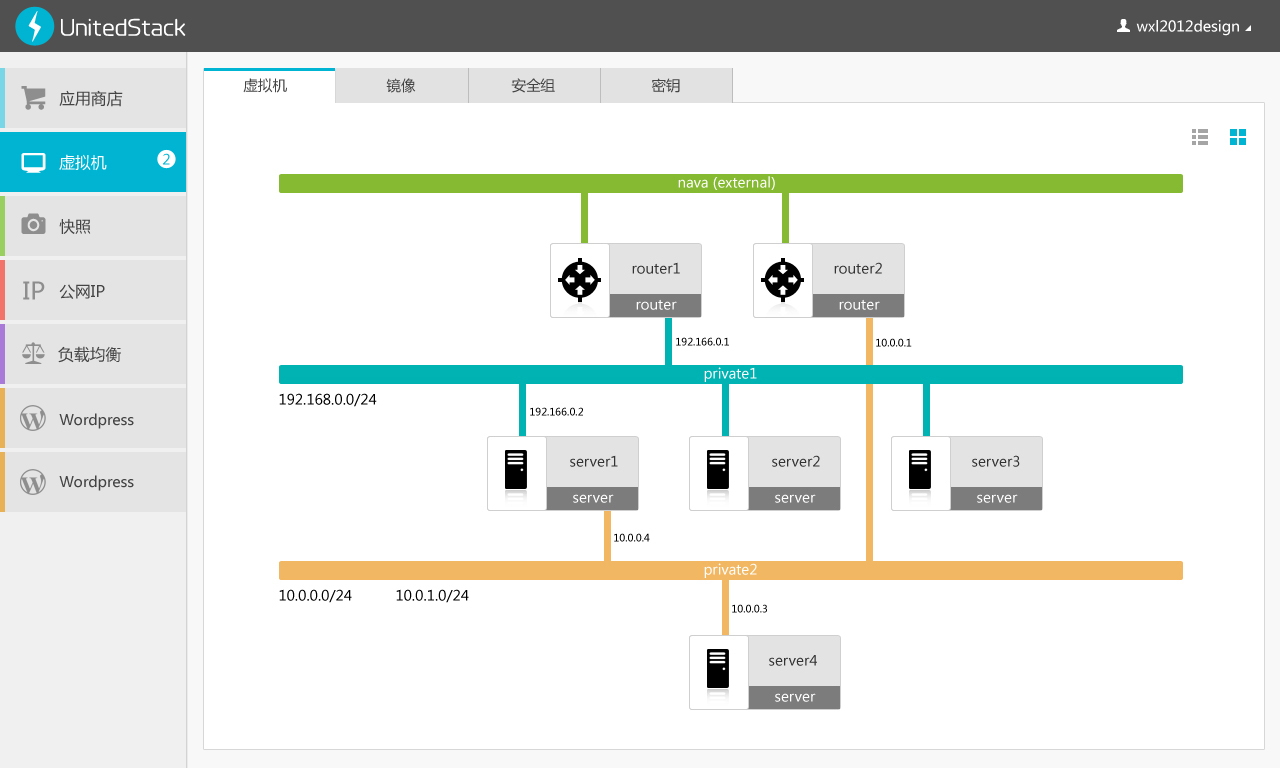 UnitedStack
wxl2012design
应用商店
虚拟机
2
快照
IP
公网IP
负载均衡
Wordpress
Wordpress
虚拟机
镜像
安全组
密钥
nava (external)
router1
router
router2
router
192.166.0.1
10.0.0.1
private1
192.168.0.0/24
192.166.0.2
server1
server
server2
server
server3
server
10.0.0.4
private2
10.0.0.0/24
10.0.1.0/24
10.0.0.3
server4
server